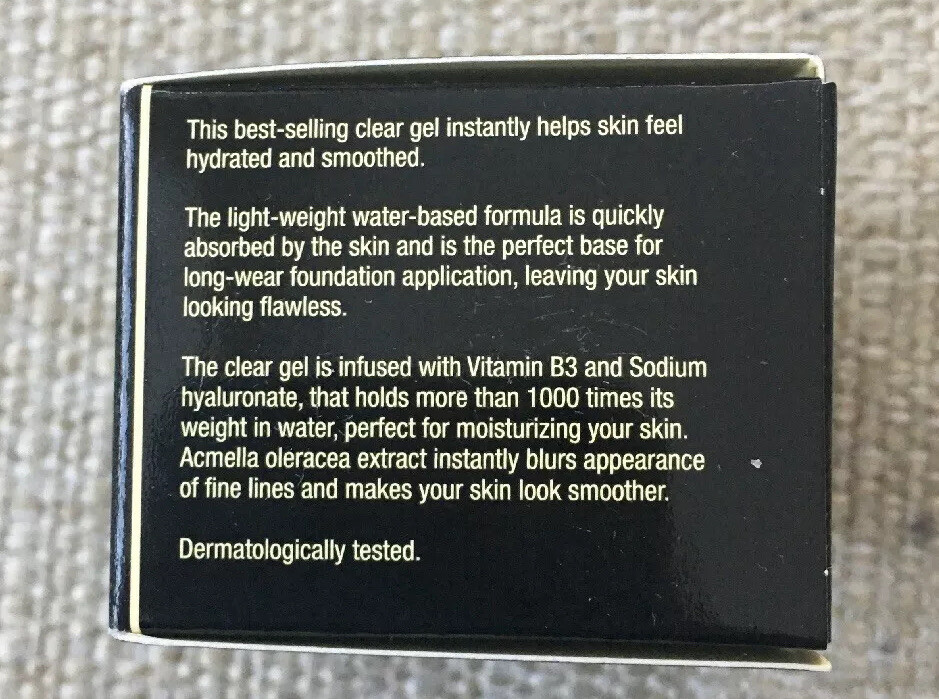 This best-selling clear gel instantly helps skin feel
hydrated and smoothed.
The light-weight water-based formula is quickly
absorbed by the skin and is the perfect base for
long-wear foundation application, leaving your skin
looking flawless.
The clear gel is infused with Vitamin B3 and Sodium
hyaluronate, that holds more than 1000 times its
weight in water, perfect for moisturizing your skin.
Acmella oleracea extract instantly blurs appearance
of fine lines and makes your skin look smoother.
Dermatologically tested.